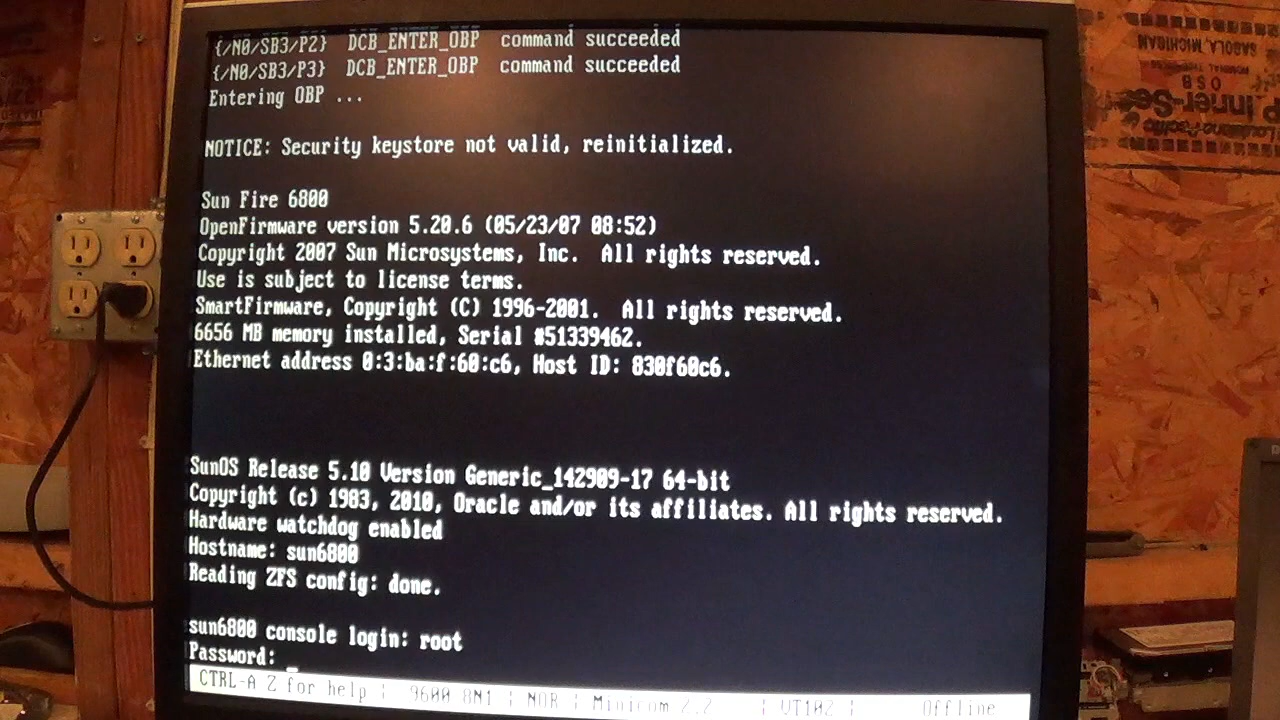 {/N0/SB3/P2} DCB_ENTER_OBP command succeeded
{/N0/SB3/P3} DCB_ENTER_OBP command succeeded
Entering OBP ...
NOTICE: Security keystore not valid, reinitialized.
Sun Fire 6800
OpenFirmware version 5.20.6 (05/23/07 08:52)
Copyright 2007 Sun Microsystems, Inc. All rights reserved.
Use is subject to license terms.
SmartFirmware, Copyright (C) 1996-2001. All rights reserved.
6656 MB memory installed, Serial #51339462.
Ethernet address 0:3:ba:f:60:c6, Host ID: 830f60c6.
SunOS Release 5.10 Version Generic_142909-17 64-bit
Copyright (c) 1983, 2010, Oracle and/or its affiliates. All rights reserved.
Hardware watchdog enabled
Hostname: sun6800
Reading ZFS config: done.
sun6800 console login: root
Password: _
CTRL-A Z for help | 9600 8N1 | NOR | Minicom 2.2 | VT102 | Offline
SAGOLA, MICHIGAN
OSB